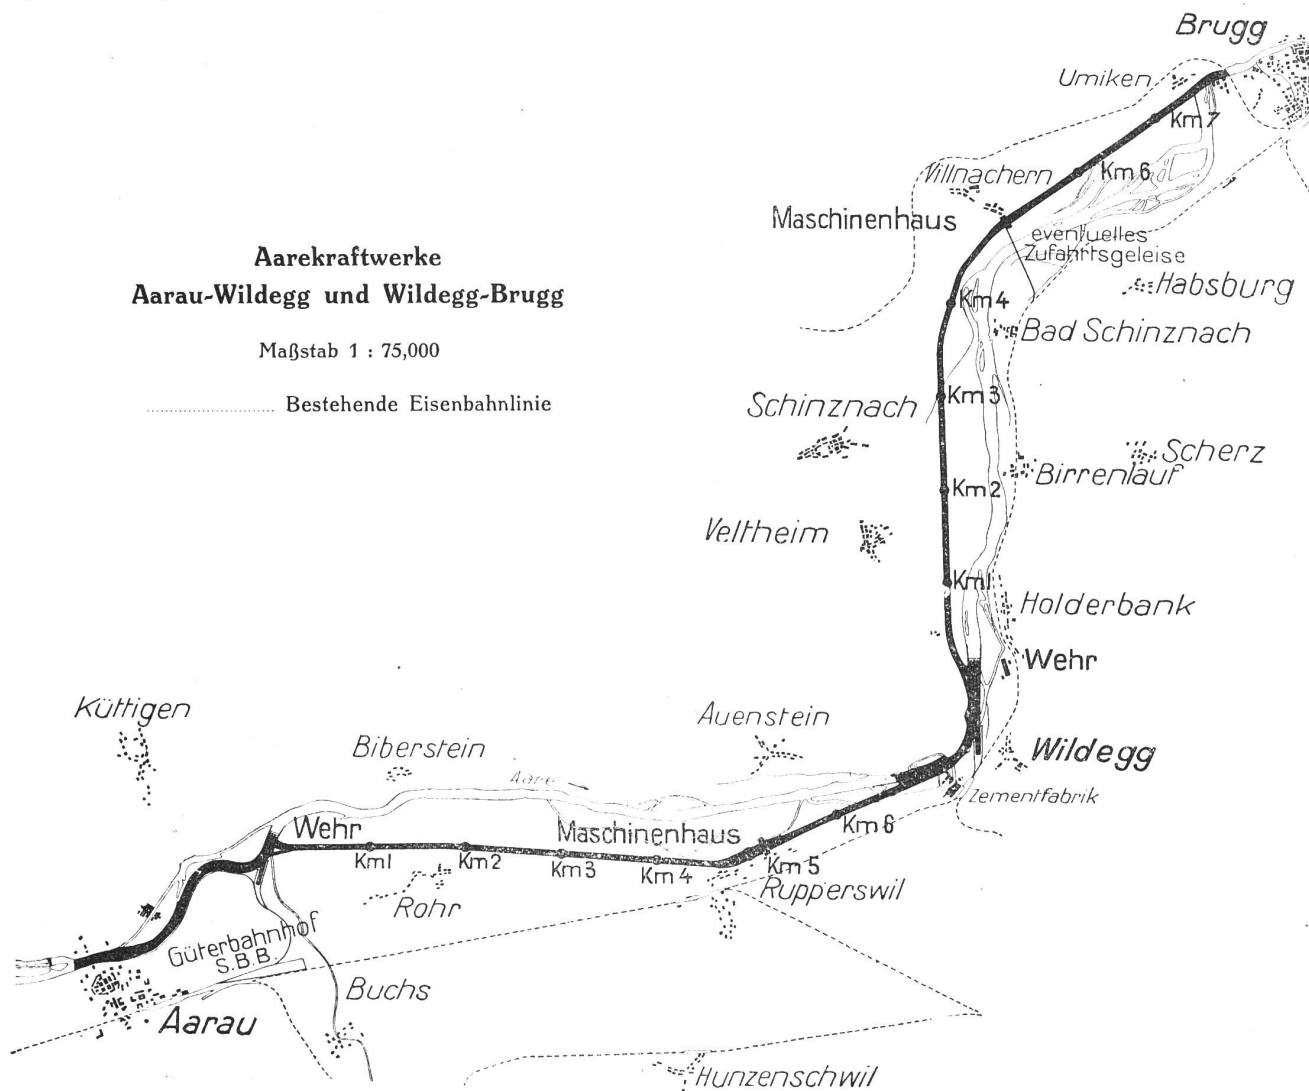 Brugg
Umiken
Km 7
Villnachern
Km 6
Maschinenhaus
eventuelles
Zufahrtsgeleise
Aarekraftwerke
Aarau-Wildegg und Wildegg-Brugg
Habsburg
Km 4
Bad Schinznach
Maßstab 1 : 75,000
Bestehende Eisenbahnlinie
Schinznach
Km 3
Scherz
Birrenlauf
Km 2
Veltheim
Km 1
Holderbank
Wehr
Küttigen
Auenstein
Biberstein
Wildegg
Aare
Zementfabrik
Wehr
Maschinenhaus
Km 6
Km 1
Km 2
Km 3
Km 4
Km 5
Rupperswil
Rohr
Güterbahnhof
S.B.B.
Buchs
Aarau
Hunzenschwil